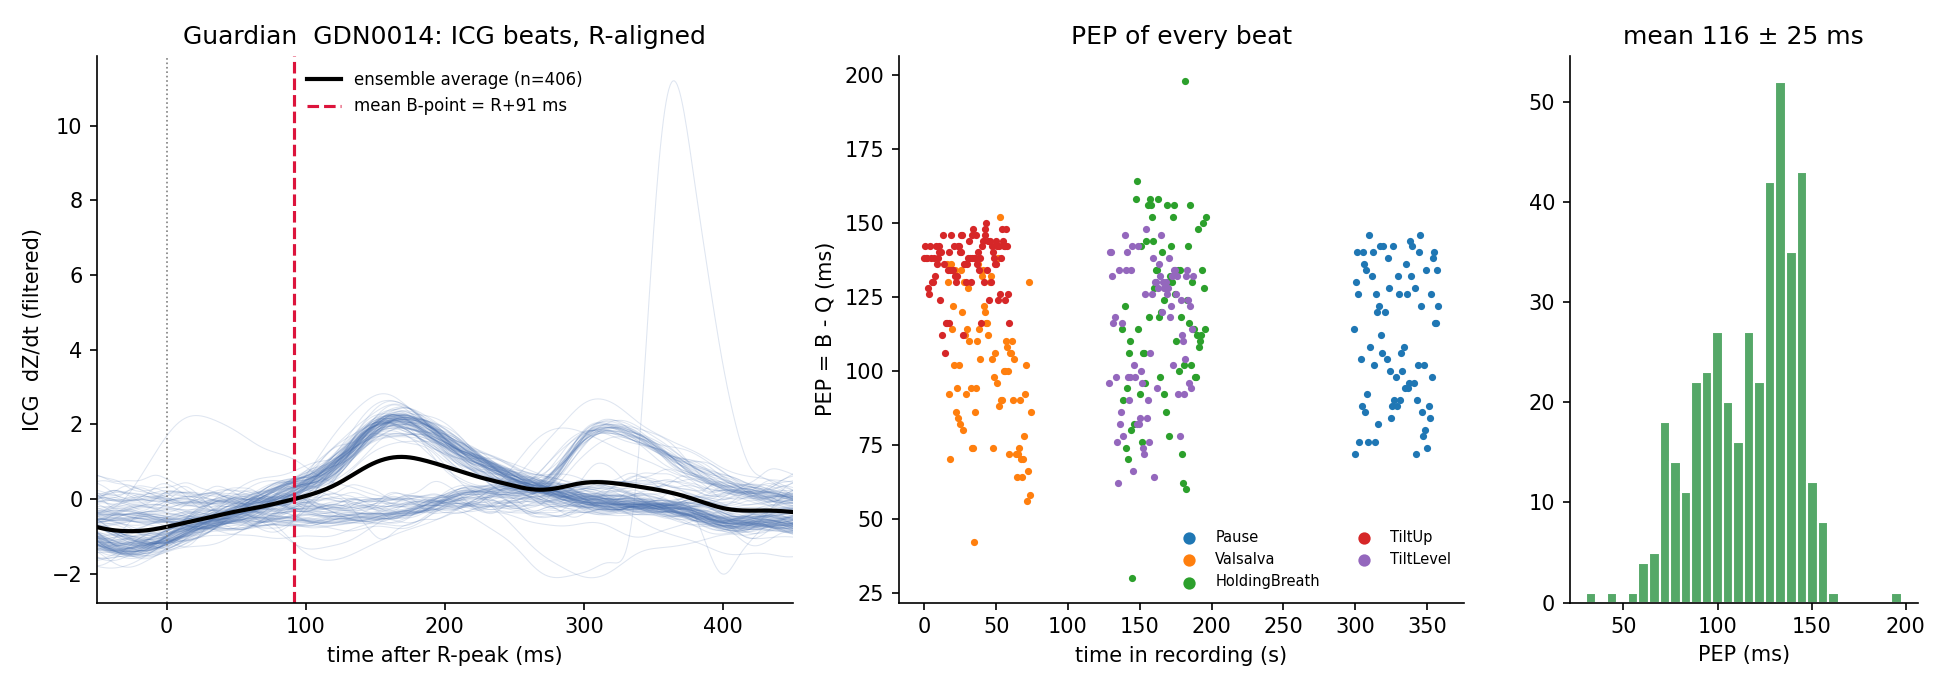 Guardian  GDN0014: ICG beats, R-aligned
ensemble average (n=406)
mean B-point = R+91 ms
ICG  dZ/dt (filtered)
10
8
6
4
2
0
−2
0
100
200
300
400
time after R-peak (ms)
PEP of every beat
PEP = B - Q (ms)
200
175
150
125
100
75
50
25
Pause
Valsalva
HoldingBreath
TiltUp
TiltLevel
0
50
100
150
200
250
300
350
time in recording (s)
mean 116 ± 25 ms
50
40
30
20
10
0
50
100
150
200
PEP (ms)